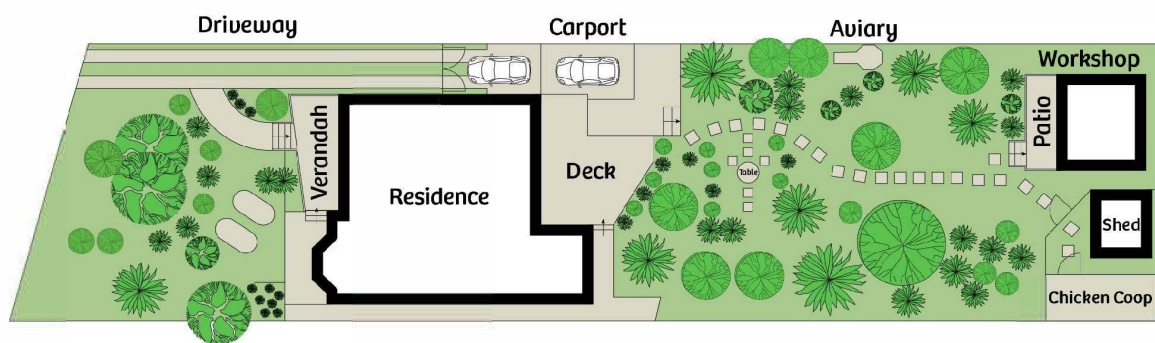 Driveway
Carport
Aviary
Workshop
Verandah
Patio
Residence
Deck
Table
Shed
Chicken Coop